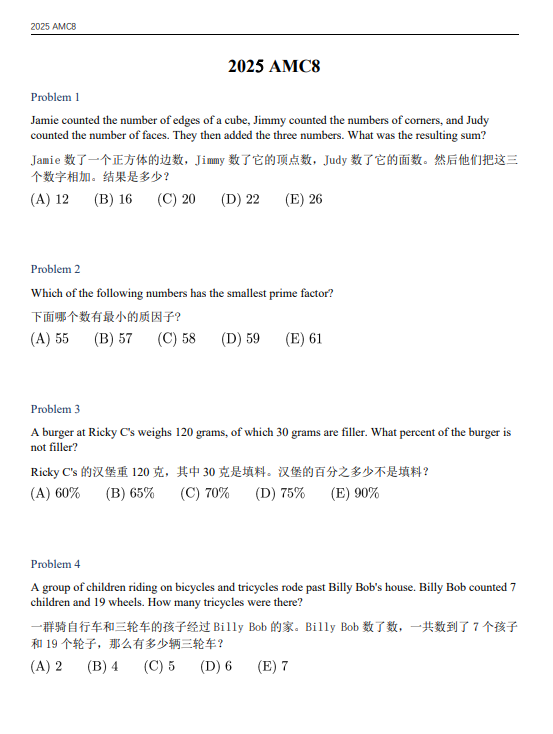 2025 AMC8
2025 AMC8
Problem 1
Jamie counted the number of edges of a cube, Jimmy counted the numbers of corners, and Judy
counted the number of faces. They then added the three numbers. What was the resulting sum?
Jamie 数了一个正方体的边数，Jimmy 数了它的顶点数，Judy 数了它的面数。然后他们把这三
个数字相加。结果是多少？
(A) 12 (B) 16 (C) 20 (D) 22 (E) 26
Problem 2
Which of the following numbers has the smallest prime factor?
下面哪个数有最小的质因子?
(A) 55 (B) 57 (C) 58 (D) 59 (E) 61
Problem 3
A burger at Ricky C's weighs 120 grams, of which 30 grams are filler. What percent of the burger is
not filler?
Ricky C's 的汉堡重 120 克，其中 30 克是填料。汉堡的百分之多少不是填料？
(A) 60% (B) 65% (C) 70% (D) 75% (E) 90%
Problem 4
A group of children riding on bicycles and tricycles rode past Billy Bob's house. Billy Bob counted 7
children and 19 wheels. How many tricycles were there?
一群骑自行车和三轮车的孩子经过 Billy Bob 的家。Billy Bob 数了数，一共数到了 7 个孩子
和 19 个轮子，那么有多少辆三轮车？
(A) 2 (B) 4 (C) 5 (D) 6 (E) 7